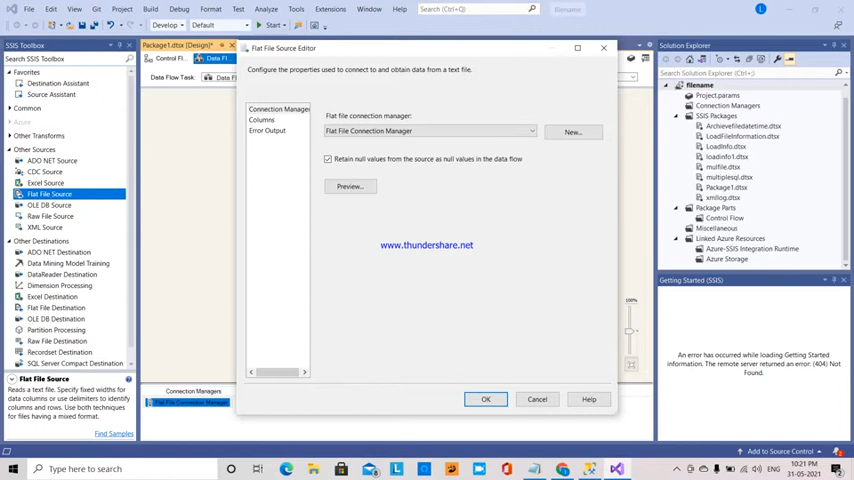 File
Edit
View
Git
Project
Build
Debug
Format
Test
Analyze
Tools
Extensions
Window
Help
Search (Ctrl+Q)
filename
L
Develop
Default
Start
SSIS Toolbox
Search SSIS Toolbox
Favorites
Destination Assistant
Source Assistant
Common
Azure
Other Transforms
Other Sources
ADO NET Source
CDC Source
Excel Source
Flat File Source
OLE DB Source
Raw File Source
XML Source
Other Destinations
ADO NET Destination
Data Mining Model Training
DataReader Destination
Dimension Processing
Excel Destination
Flat File Destination
OLE DB Destination
Partition Processing
Raw File Destination
Recordset Destination
SQL Server Compact Destination
Flat File Source
Reads a text file. Specify fixed widths for
data columns or use delimiters to identify
columns and rows. Use both techniques
for files having a mixed format.
Find Samples
Package1.dtsx [Design]*
Control Fl...
Data Fl...
Data Flow Task:
Data Fl
Connection Managers
Flat File Connection Manager
100%
Flat File Source Editor
Configure the properties used to connect to and obtain data from a text file.
Connection Manager
Columns
Error Output
Flat file connection manager:
Flat File Connection Manager
New...
Retain null values from the source as null values in the data flow
Preview...
www.thundershare.net
OK
Cancel
Help
Solution Explorer
Search Solution Explorer (Ctrl+;)
filename
Project.params
Connection Managers
SSIS Packages
Archievefiledatetime.dtsx
LoadFileInformation.dtsx
LoadInfo.dtsx
loadinfo1.dtsx
mulfile.dtsx
multiplesql.dtsx
Package1.dtsx
xmllog.dtsx
Package Parts
Control Flow
Miscellaneous
Linked Azure Resources
Azure-SSIS Integration Runtime
Azure Storage
Getting Started (SSIS)
An error has occurred while loading Getting Started
information. The remote server returned an error: (404) Not
Found.
Add to Source Control
Type here to search
ENG
10:21 PM
31-05-2021